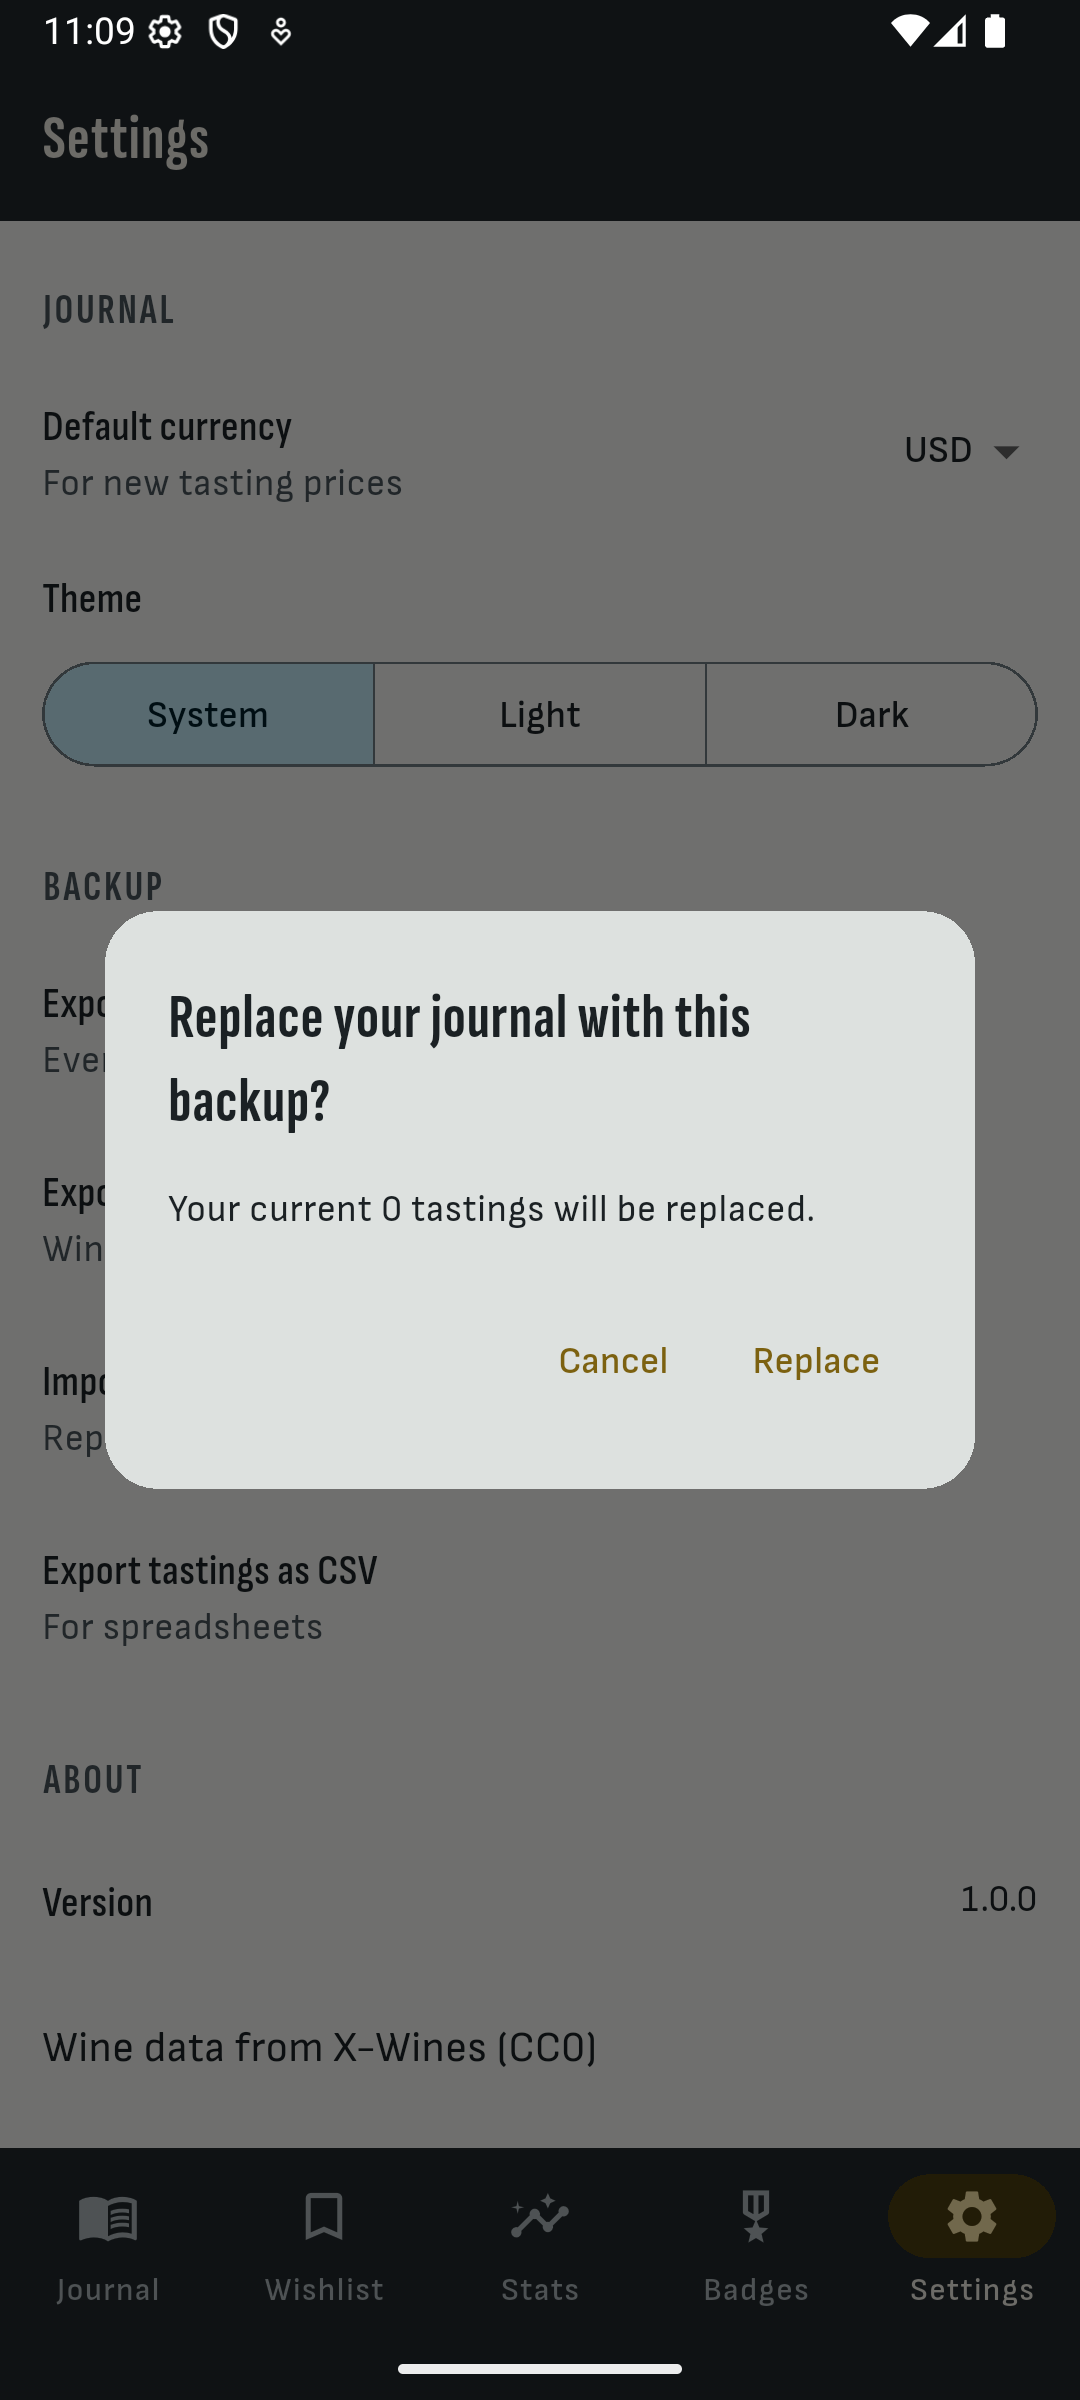 11:09
Settings
JOURNAL
Default currency
For new tasting prices
USD
Theme
System
Light
Dark
BACKUP
Replace your journal with this
backup?
Your current 0 tastings will be replaced.
Cancel
Replace
Export tastings as CSV
For spreadsheets
ABOUT
Version
1.0.0
Wine data from X-Wines (CC0)
Journal
Wishlist
Stats
Badges
Settings